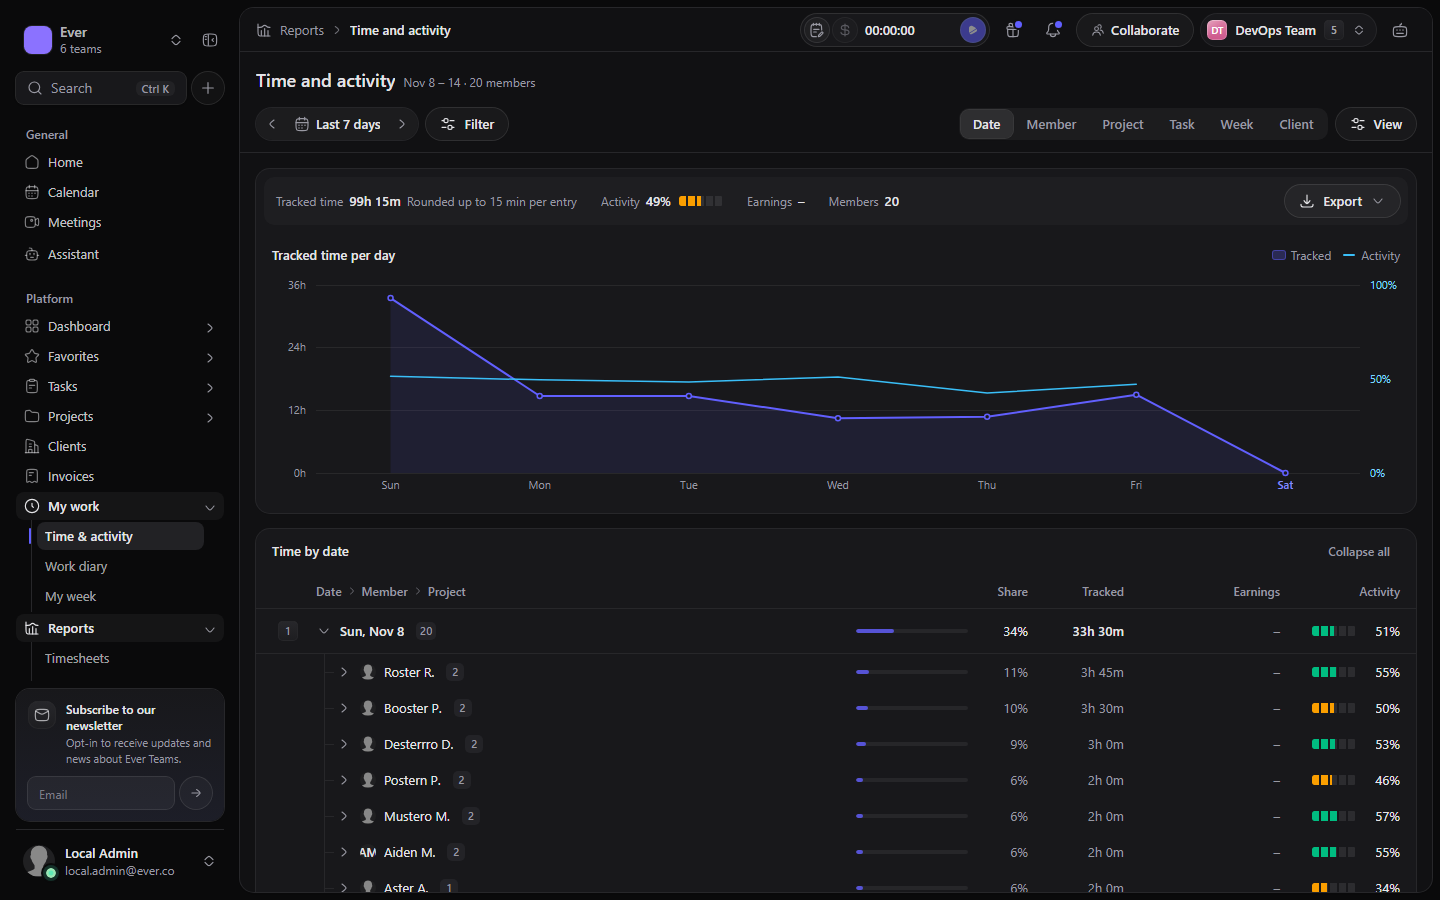 Ever
6 teams
Search
Ctrl K
General
Home
Calendar
Meetings
Assistant
Platform
Dashboard
Favorites
Tasks
Projects
Clients
Invoices
My work
Time & activity
Work diary
My week
Reports
Timesheets
Subscribe to our
newsletter
Opt-in to receive updates and
news about Ever Teams.
Email
Local Admin
local.admin@ever.co
Reports > Time and activity
$ 00:00:00
Collaborate
DT DevOps Team 5
Time and activity Nov 8 – 14 · 20 members
Last 7 days
Filter
Date Member Project Task Week Client
View
Tracked time 99h 15m Rounded up to 15 min per entry Activity 49% Earnings – Members 20
Export
Tracked time per day
Tracked Activity
36h 100%
24h
50%
12h
0h 0%
Sun Mon Tue Wed Thu Fri Sat
Time by date
Collapse all
Date > Member > Project Share Tracked Earnings Activity
1 Sun, Nov 8 20 34% 33h 30m – 51%
Roster R. 2 11% 3h 45m – 55%
Booster P. 2 10% 3h 30m – 50%
Desterrro D. 2 9% 3h 0m – 53%
Postern P. 2 6% 2h 0m – 46%
Mustero M. 2 6% 2h 0m – 57%
AM Aiden M. 2 6% 2h 0m – 55%
Aster A. 1 6% 2h 0m – 34%